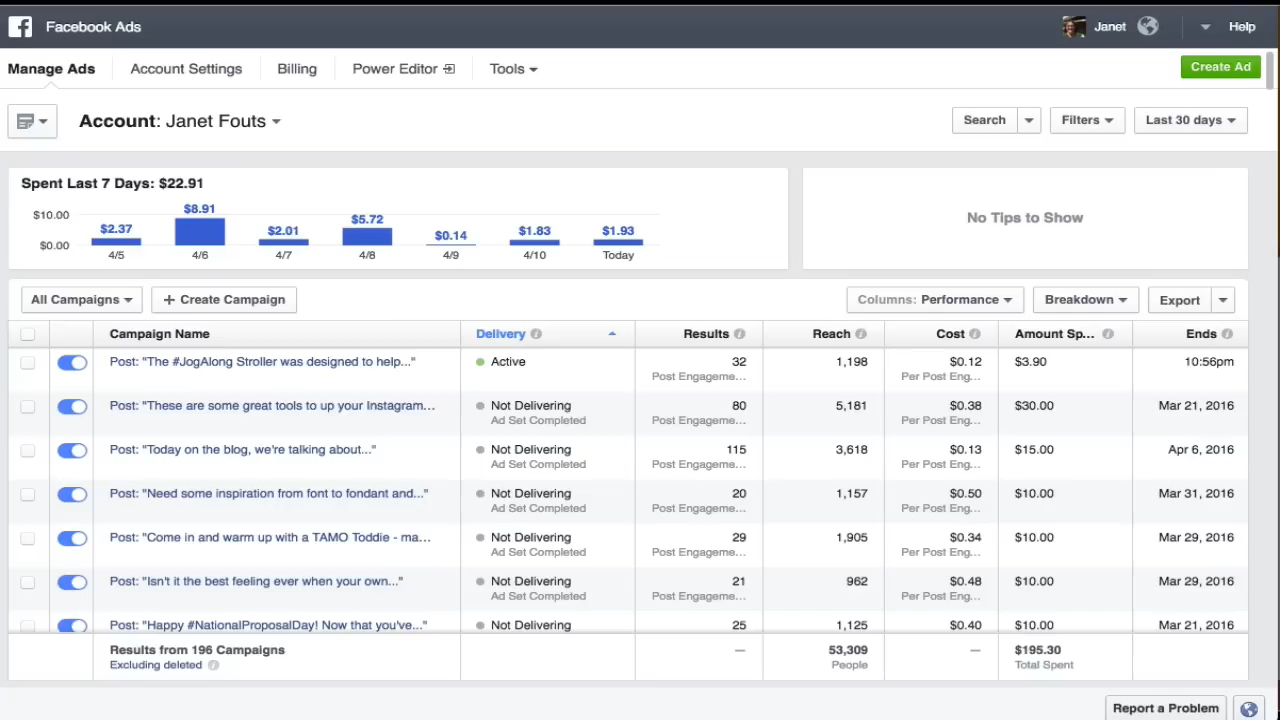 Facebook Ads
Janet
Help
Manage Ads
Account Settings
Billing
Power Editor
Tools
Create Ad
Account: Janet Fouts
Search
Filters
Last 30 days
Spent Last 7 Days: $22.91
$10.00
$0.00
$2.37
$8.91
$2.01
$5.72
$0.14
$1.83
$1.93
4/5
4/6
4/7
4/8
4/9
4/10
Today
No Tips to Show
All Campaigns
+ Create Campaign
Columns: Performance
Breakdown
Export
Campaign Name Delivery Results Reach Cost Amount Sp... Ends
Post: "The #JogAlong Stroller was designed to help..." Active 32 1,198 $0.12 $3.90 10:56pm
Post Engageme... Per Post Eng...
Post: "These are some great tools to up your Instagram... Not Delivering 80 5,181 $0.38 $30.00 Mar 21, 2016
Ad Set Completed Post Engageme... Per Post Eng...
Post: "Today on the blog, we're talking about..." Not Delivering 115 3,618 $0.13 $15.00 Apr 6, 2016
Ad Set Completed Post Engageme... Per Post Eng...
Post: "Need some inspiration from font to fondant and..." Not Delivering 20 1,157 $0.50 $10.00 Mar 31, 2016
Ad Set Completed Post Engageme... Per Post Eng...
Post: "Come in and warm up with a TAMO Toddie - ma... Not Delivering 29 1,905 $0.34 $10.00 Mar 29, 2016
Ad Set Completed Post Engageme... Per Post Eng...
Post: "Isn't it the best feeling ever when your own..." Not Delivering 21 962 $0.48 $10.00 Mar 29, 2016
Ad Set Completed Post Engageme... Per Post Eng...
Post: "Happy #NationalProposalDay! Now that you've..." Not Delivering 25 1,125 $0.40 $10.00 Mar 21, 2016
Results from 196 Campaigns — 53,309 — $195.30
Excluding deleted People Total Spent
Report a Problem